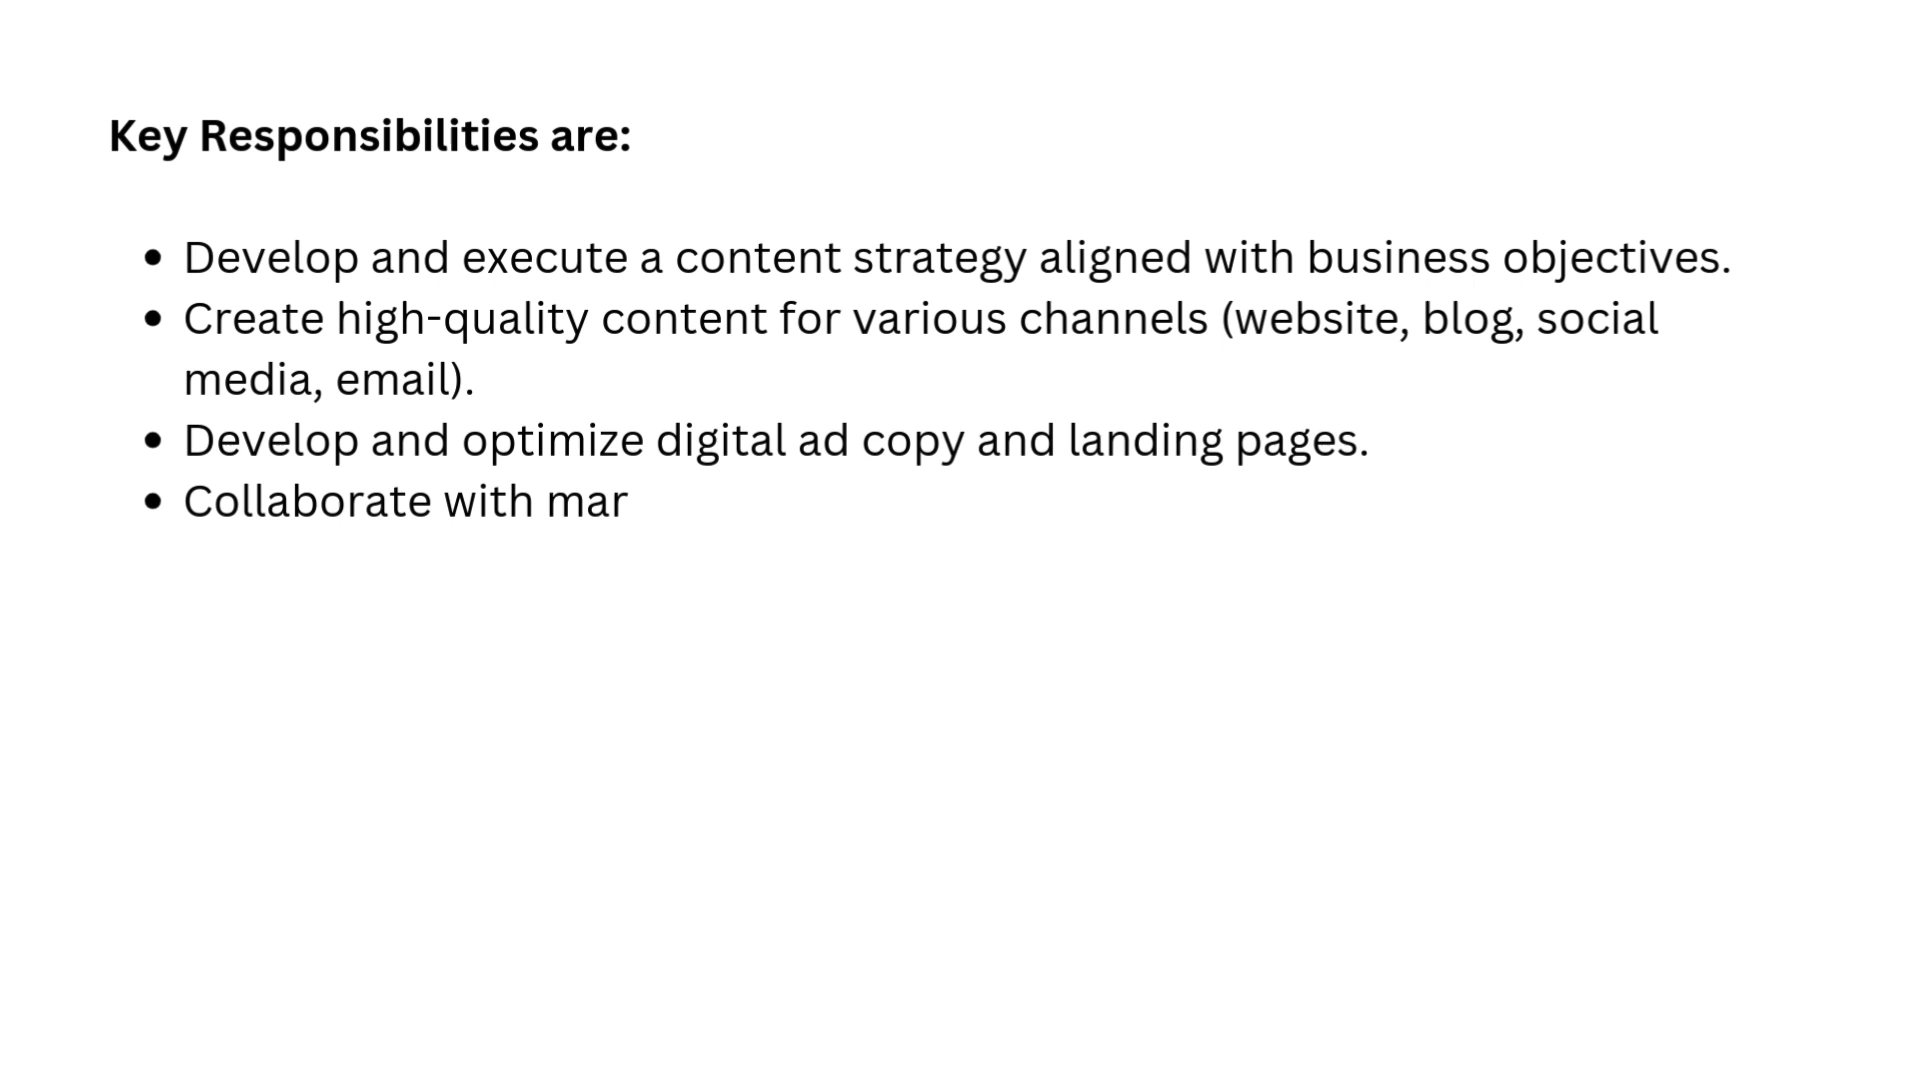 Key Responsibilities are:
• Develop and execute a content strategy aligned with business objectives.
• Create high-quality content for various channels (website, blog, social
media, email).
• Develop and optimize digital ad copy and landing pages.
• Collaborate with mar